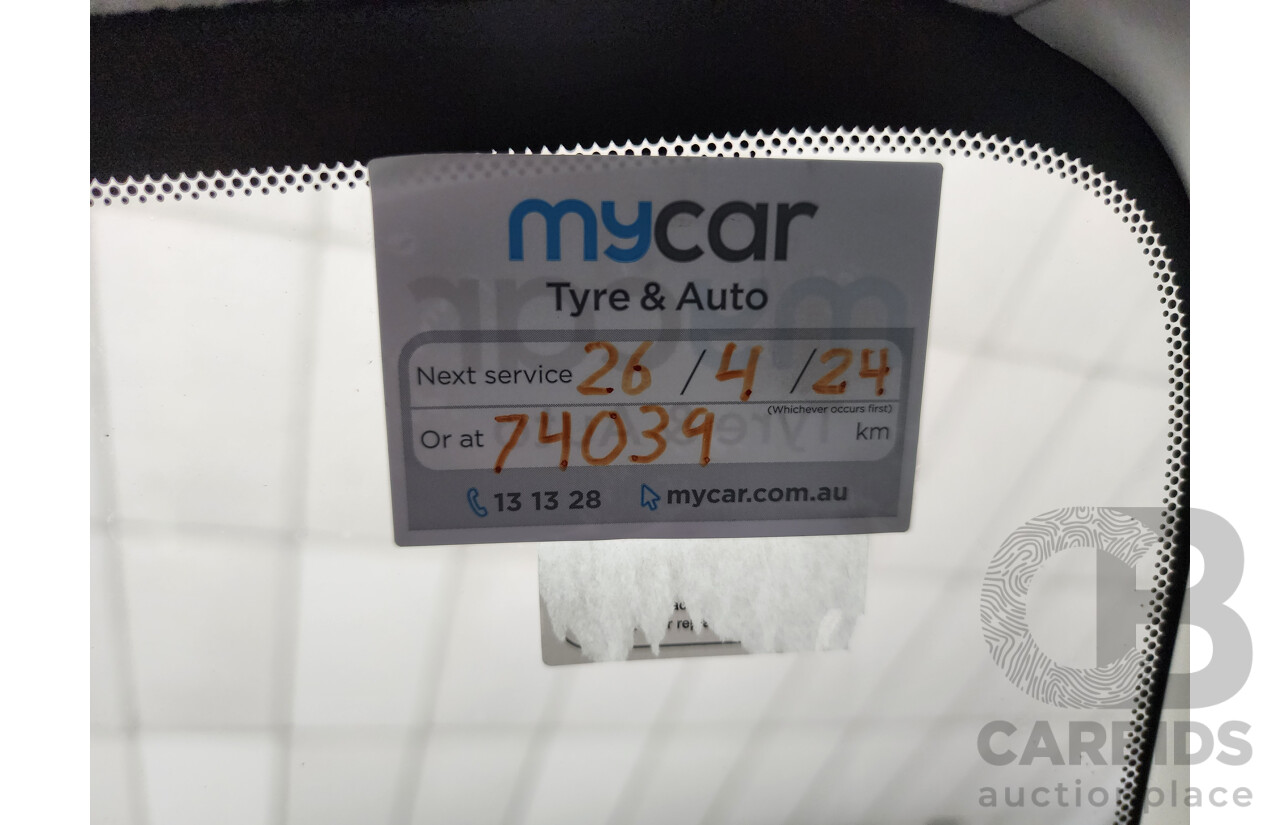 mycar
Tyre & Auto
Next service 26 / 4 / 24
(Whichever occurs first)
Or at 74039 km
13 13 28 mycar.com.au
CARBIDS
auctionplace